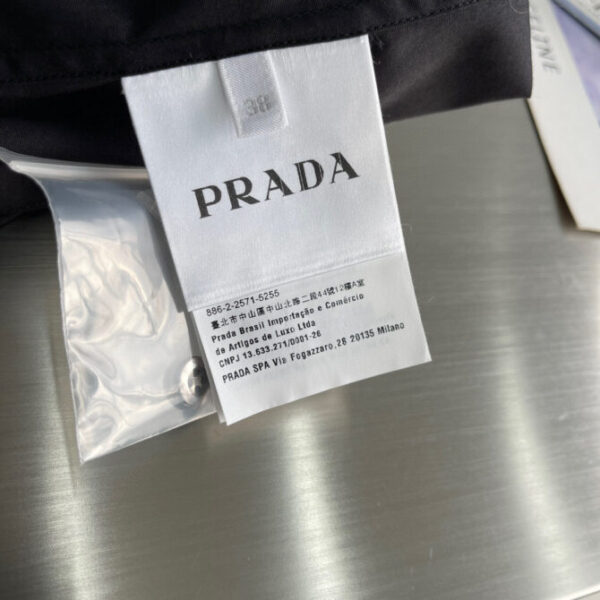 38
PRADA
886-2-2571-5255
臺北市中山區中山北路二段44號12樓A室
Prada Brasil Importação e Comércio
de Artigos de Luxo Ltda
CNPJ 13.633.271/0001-26
PRADA SPA Via Fogazzaro,28 20135 Milano
ELINE